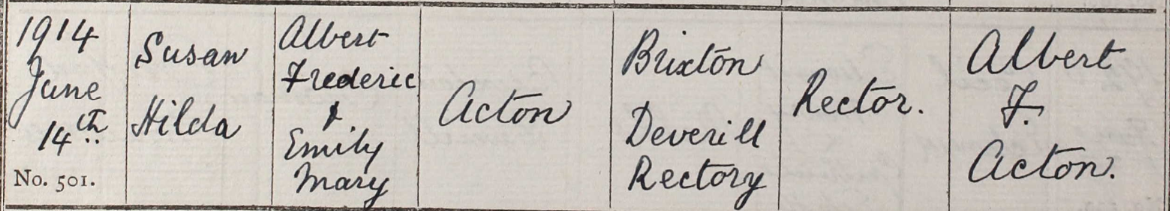 1914
June
14th
No. 501.
Susan
Hilda
Albert
Frederic
&
Emily
Mary
Acton
Brixton
Deverill
Rectory
Rector.
Albert
F.
Acton.